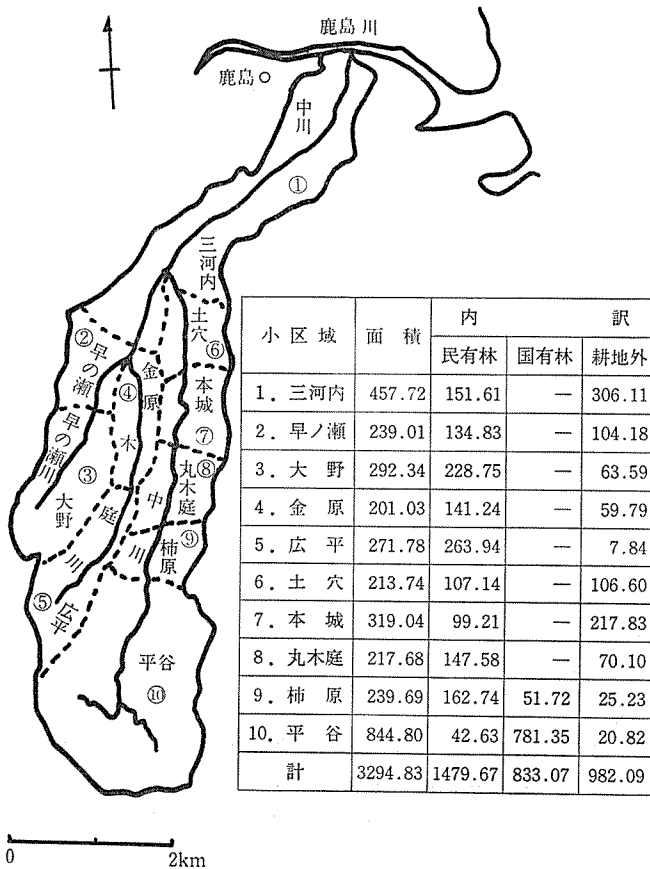 鹿島川
鹿島
中川
①
三河内
土穴
⑥
②
早の瀬
金原
④
本城
⑦
早の瀬川
木庭川
⑧
丸木庭
③
大野
中川
⑨
柿原
⑤
広平
平谷
⑩
0 2km
小区域 面積 内訳
民有林 国有林 耕地外
1. 三河内 457.72 151.61 — 306.11
2. 早ノ瀬 239.01 134.83 — 104.18
3. 大野 292.34 228.75 — 63.59
4. 金原 201.03 141.24 — 59.79
5. 広平 271.78 263.94 — 7.84
6. 土穴 213.74 107.14 — 106.60
7. 本城 319.04 99.21 — 217.83
8. 丸木庭 217.68 147.58 — 70.10
9. 柿原 239.69 162.74 51.72 25.23
10. 平谷 844.80 42.63 781.35 20.82
計 3294.83 1479.67 833.07 982.09